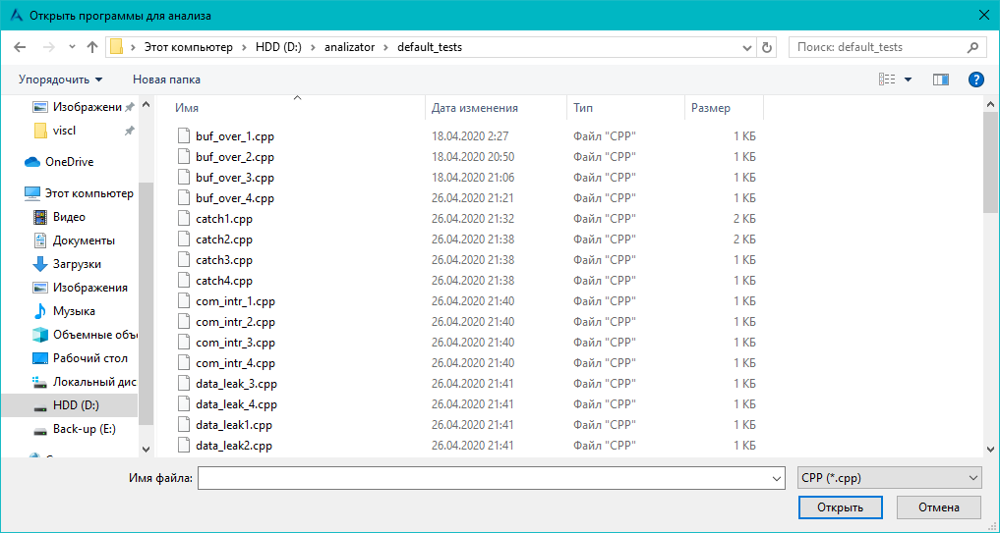 Открыть программы для анализа
Этот компьютер HDD (D:) analizator default_tests Поиск: default_tests
Упорядочить Новая папка
Изображени
viscl
OneDrive
Этот компьютер
Видео
Документы
Загрузки
Изображения
Музыка
Объемные объ
Рабочий стол
Локальный дис
HDD (D:)
Back-up (E:)
Имя Дата изменения Тип Размер
buf_over_1.cpp 18.04.2020 2:27 Файл "CPP" 1 КБ
buf_over_2.cpp 18.04.2020 20:50 Файл "CPP" 1 КБ
buf_over_3.cpp 18.04.2020 21:06 Файл "CPP" 1 КБ
buf_over_4.cpp 26.04.2020 21:21 Файл "CPP" 1 КБ
catch1.cpp 26.04.2020 21:32 Файл "CPP" 2 КБ
catch2.cpp 26.04.2020 21:38 Файл "CPP" 2 КБ
catch3.cpp 26.04.2020 21:38 Файл "CPP" 1 КБ
catch4.cpp 26.04.2020 21:38 Файл "CPP" 1 КБ
com_intr_1.cpp 26.04.2020 21:40 Файл "CPP" 1 КБ
com_intr_2.cpp 26.04.2020 21:40 Файл "CPP" 1 КБ
com_intr_3.cpp 26.04.2020 21:40 Файл "CPP" 1 КБ
com_intr_4.cpp 26.04.2020 21:40 Файл "CPP" 1 КБ
data_leak_3.cpp 26.04.2020 21:41 Файл "CPP" 1 КБ
data_leak_4.cpp 26.04.2020 21:41 Файл "CPP" 1 КБ
data_leak1.cpp 26.04.2020 21:41 Файл "CPP" 1 КБ
data_leak2.cpp 26.04.2020 21:41 Файл "CPP" 1 КБ
Имя файла: CPP (*.cpp)
Открыть Отмена